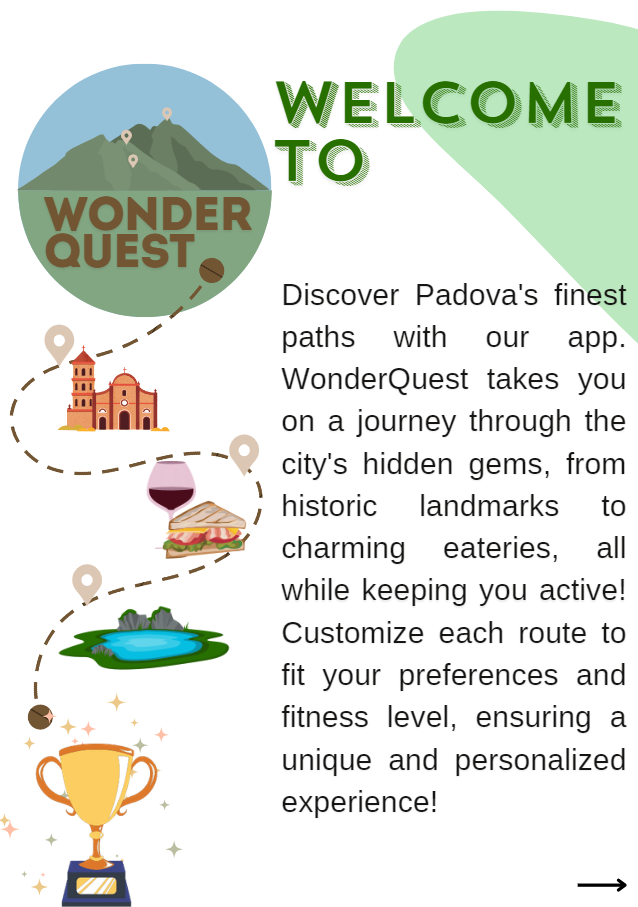 WELCOME
TO
WONDER
QUEST
Discover Padova's finest
paths with our app.
WonderQuest takes you
on a journey through the
city's hidden gems, from
historic landmarks to
charming eateries, all
while keeping you active!
Customize each route to
fit your preferences and
fitness level, ensuring a
unique and personalized
experience!